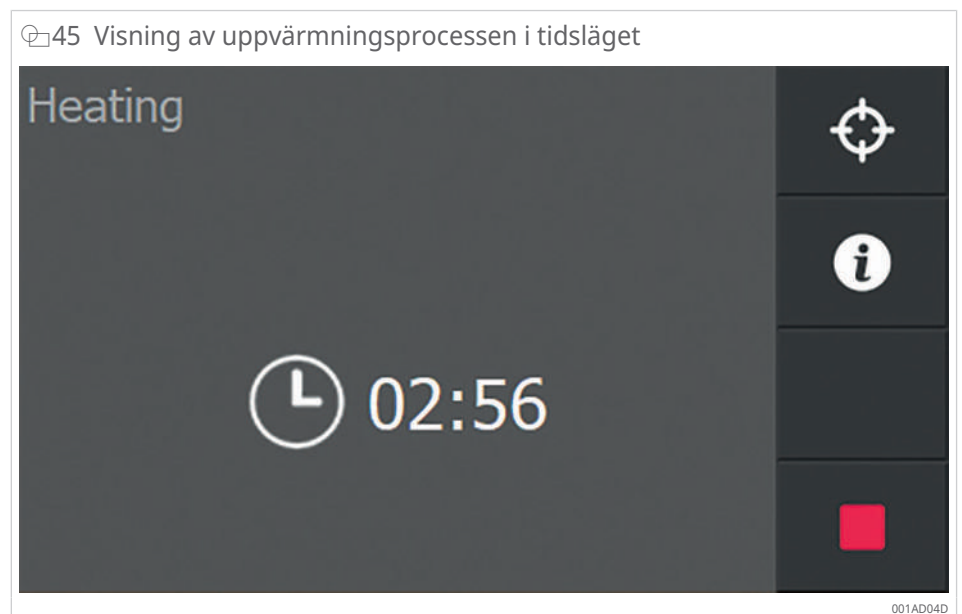 45 Visning av uppvärmningsprocessen i tidsläget
Heating
i
02:56
001AD04D